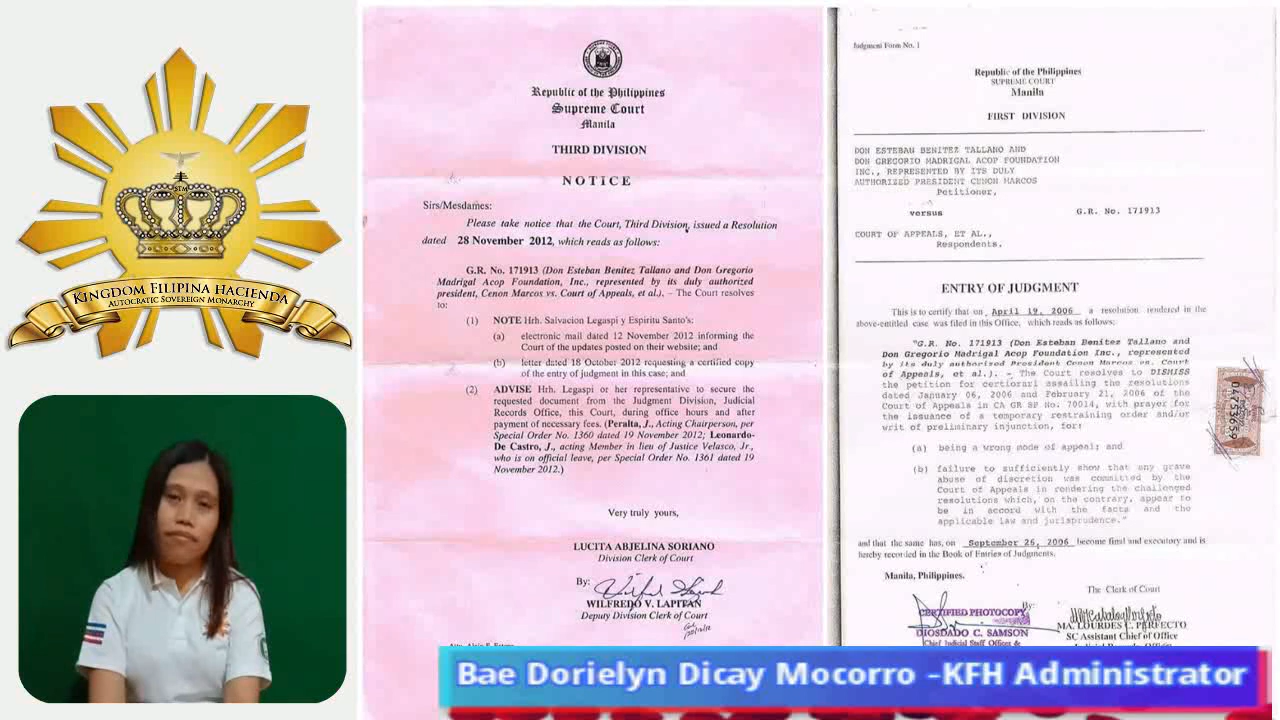 STM
KINGDOM FILIPINA HACIENDA
AUTOCRATIC SOVEREIGN MONARCHY
Republic of the Philippines
Supreme Court
Manila
THIRD DIVISION
NOTICE
Sirs/Mesdames:
Please take notice that the Court, Third Division, issued a Resolution
dated 28 November 2012, which reads as follows:
G.R. No. 171913 (Don Esteban Benitez Tallano and Don Gregorio
Madrigal Acop Foundation, Inc., represented by its duly authorized
president, Cenon Marcos vs. Court of Appeals, et al.). – The Court resolves
to:
(1) NOTE Hrh. Salvacion Legaspi y Espiritu Santo's:
(a) electronic mail dated 12 November 2012 informing the
Court of the updates posted on their website; and
(b) letter dated 18 October 2012 requesting a certified copy
of the entry of judgment in this case; and
(2) ADVISE Hrh. Legaspi or her representative to secure the
requested document from the Judgment Division, Judicial
Records Office, this Court, during office hours and after
payment of necessary fees. (Peralta, J., Acting Chairperson, per
Special Order No. 1360 dated 19 November 2012; Leonardo-
De Castro, J., acting Member in lieu of Justice Velasco, Jr.,
who is on official leave, per Special Order No. 1361 dated 19
November 2012.)
Very truly yours,
LUCITA ABJELINA SORIANO
Division Clerk of Court
By:
WILFREDO V. LAPITAN
Deputy Division Clerk of Court
Judgment Form No. 1
Republic of the Philippines
SUPREME COURT
Manila
FIRST DIVISION
DON ESTEBAN BENITEZ TALLANO AND
DON GREGORIO MADRIGAL ACOP FOUNDATION
INC., REPRESENTED BY ITS DULY
AUTHORIZED PRESIDENT CENON MARCOS
Petitioner,
versus G.R. No. 171913
COURT OF APPEALS, ET AL.,
Respondents.
ENTRY OF JUDGMENT
This is to certify that on April 19, 2006 a resolution rendered in the
above-entitled case was filed in this Office, which reads as follows:
"G.R. No. 171913 (Don Esteban Benitez Tallano and
Don Gregorio Madrigal Acop Foundation Inc., represented
by its duly authorized President Cenon Marcos vs. Court
of Appeals, et al.). – The Court resolves to DISMISS
the petition for certiorari assailing the resolutions
dated January 06, 2006 and February 21, 2006 of the
Court of Appeals in CA GR SP No. 70014, with prayer for
the issuance of a temporary restraining order and/or
writ of preliminary injunction, for:
(a) being a wrong mode of appeal; and
(b) failure to sufficiently show that any grave
abuse of discretion was committed by the
Court of Appeals in rendering the challenged
resolutions which, on the contrary, appear to
be in accord with the facts and the
applicable law and jurisprudence."
and that the same has, on September 26, 2006 become final and executory and is
hereby recorded in the Book of Entries of Judgments.
Manila, Philippines.
The Clerk of Court
By:
CERTIFIED PHOTOCOPY
MA. LOURDES C. PERFECTO
DIOSDADO C. SAMSON
SC Assistant Chief of Office
Chief Judicial Staff Officer &
Bae Dorielyn Dicay Mocorro –KFH Administrator